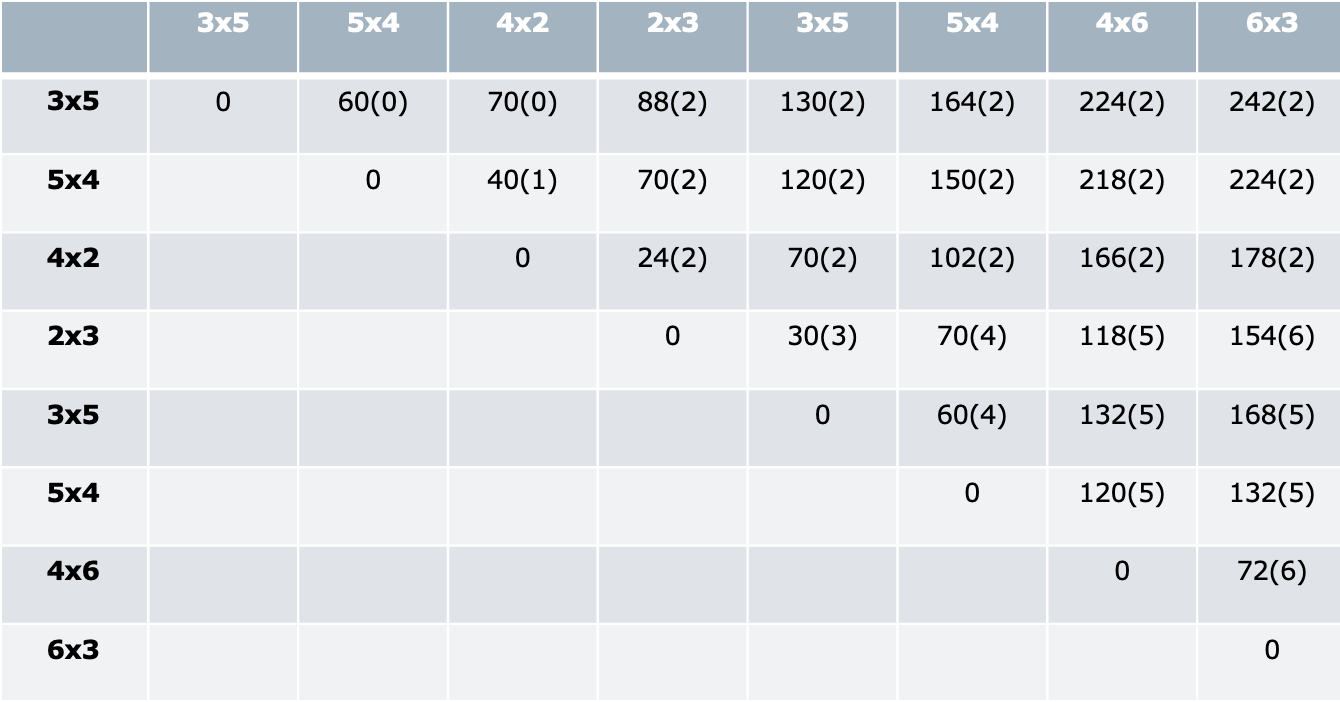 3x5 5x4 4x2 2x3 3x5 5x4 4x6 6x3
3x5 0 60(0) 70(0) 88(2) 130(2) 164(2) 224(2) 242(2)
5x4 0 40(1) 70(2) 120(2) 150(2) 218(2) 224(2)
4x2 0 24(2) 70(2) 102(2) 166(2) 178(2)
2x3 0 30(3) 70(4) 118(5) 154(6)
3x5 0 60(4) 132(5) 168(5)
5x4 0 120(5) 132(5)
4x6 0 72(6)
6x3 0